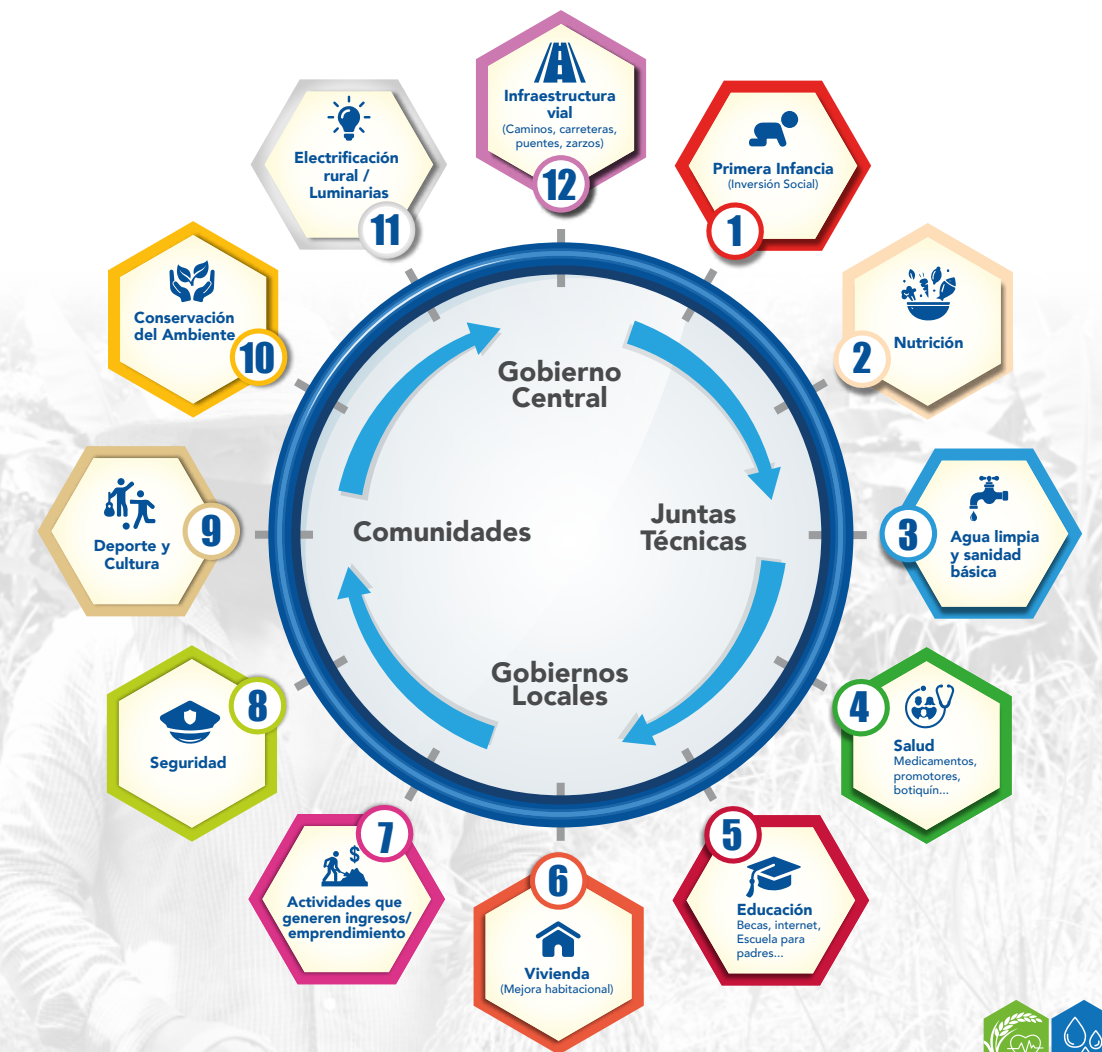 Infraestructura
vial
(Caminos, carreteras,
puentes, zarzos)
12
Primera Infancia
(Inversión Social)
1
Nutrición
2
Agua limpia
y sanidad
básica
3
Salud
Medicamentos,
promotores,
botiquín...
4
5
Educación
Becas, internet,
Escuela para
padres...
6
Vivienda
(Mejora habitacional)
7
Actividades que
generen ingresos/
emprendimiento
8
Seguridad
9
Deporte y
Cultura
Conservación
del Ambiente
10
Electrificación
rural /
Luminarias
11
Gobierno
Central
Juntas
Técnicas
Gobiernos
Locales
Comunidades
$